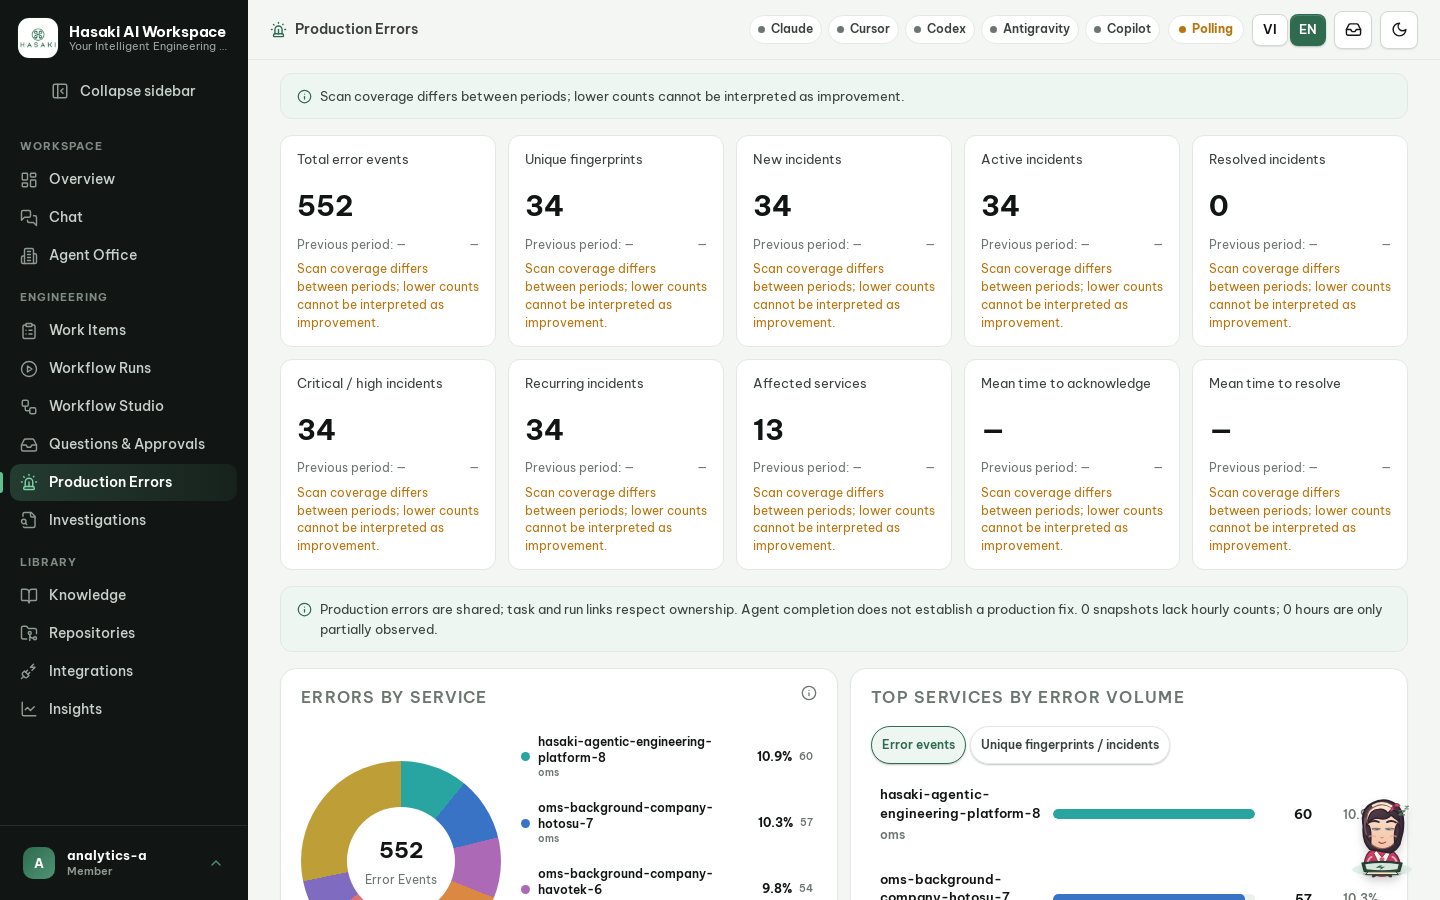 HASAKI
Hasaki AI Workspace
Your Intelligent Engineering ...
Collapse sidebar
WORKSPACE
Overview
Chat
Agent Office
ENGINEERING
Work Items
Workflow Runs
Workflow Studio
Questions & Approvals
Production Errors
Investigations
LIBRARY
Knowledge
Repositories
Integrations
Insights
A
analytics-a
Member
Production Errors
Claude
Cursor
Codex
Antigravity
Copilot
Polling
VI
EN
Scan coverage differs between periods; lower counts cannot be interpreted as improvement.
Total error events
552
Previous period: — —
Scan coverage differs
between periods; lower counts
cannot be interpreted as
improvement.
Unique fingerprints
34
Previous period: — —
Scan coverage differs
between periods; lower counts
cannot be interpreted as
improvement.
New incidents
34
Previous period: — —
Scan coverage differs
between periods; lower counts
cannot be interpreted as
improvement.
Active incidents
34
Previous period: — —
Scan coverage differs
between periods; lower counts
cannot be interpreted as
improvement.
Resolved incidents
0
Previous period: — —
Scan coverage differs
between periods; lower counts
cannot be interpreted as
improvement.
Critical / high incidents
34
Previous period: — —
Scan coverage differs
between periods; lower counts
cannot be interpreted as
improvement.
Recurring incidents
34
Previous period: — —
Scan coverage differs
between periods; lower counts
cannot be interpreted as
improvement.
Affected services
13
Previous period: — —
Scan coverage differs
between periods; lower counts
cannot be interpreted as
improvement.
Mean time to acknowledge
—
Previous period: — —
Scan coverage differs
between periods; lower counts
cannot be interpreted as
improvement.
Mean time to resolve
—
Previous period: — —
Scan coverage differs
between periods; lower counts
cannot be interpreted as
improvement.
Production errors are shared; task and run links respect ownership. Agent completion does not establish a production fix. 0 snapshots lack hourly counts; 0 hours are only
partially observed.
ERRORS BY SERVICE
552
Error Events
hasaki-agentic-engineering-
platform-8
oms
10.9% 60
oms-background-company-
hotosu-7
oms
10.3% 57
oms-background-company-
havotek-6
9.8% 54
TOP SERVICES BY ERROR VOLUME
Error events
Unique fingerprints / incidents
hasaki-agentic-
engineering-platform-8
oms
60
oms-background-
company-hotosu-7
57 10.3%